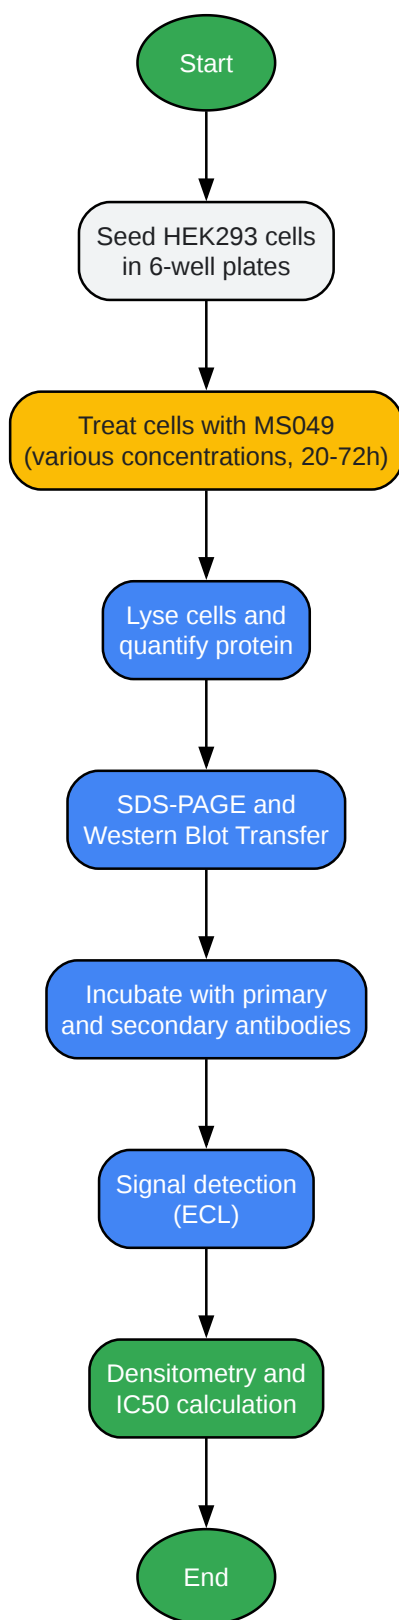 Start
Seed HEK293 cells
in 6-well plates
Treat cells with MS049
(various concentrations, 20-72h)
Lyse cells and
quantify protein
SDS-PAGE and
Western Blot Transfer
Incubate with primary
and secondary antibodies
Signal detection
(ECL)
Densitometry and
IC50 calculation
End